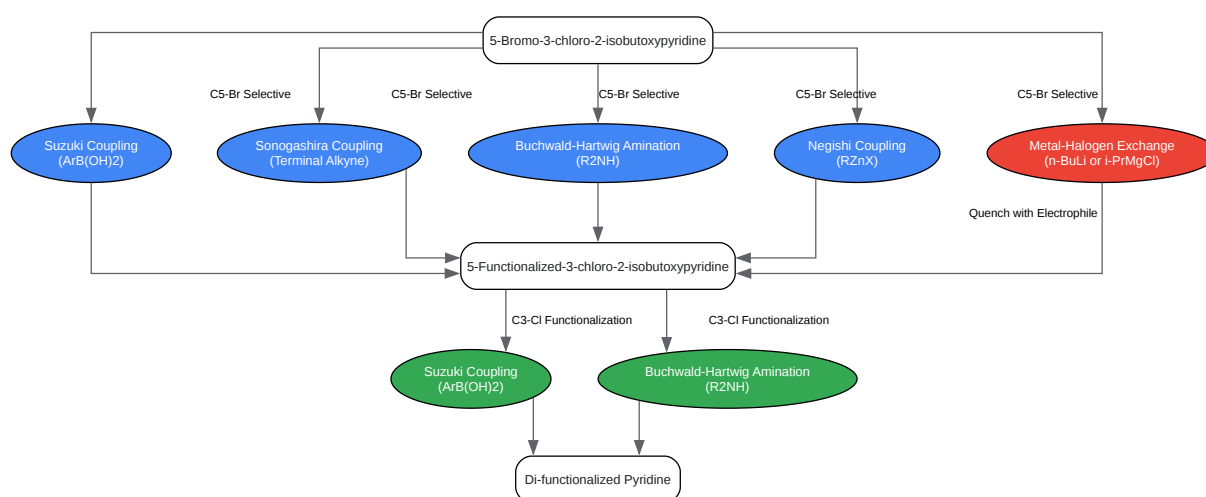 5-Bromo-3-chloro-2-isobutoxypyridine
C5-Br Selective
C5-Br Selective
C5-Br Selective
C5-Br Selective
C5-Br Selective
Suzuki Coupling
(ArB(OH)2)
Sonogashira Coupling
(Terminal Alkyne)
Buchwald-Hartwig Amination
(R2NH)
Negishi Coupling
(RZnX)
Metal-Halogen Exchange
(n-BuLi or i-PrMgCl)
Quench with Electrophile
5-Functionalized-3-chloro-2-isobutoxypyridine
C3-Cl Functionalization
C3-Cl Functionalization
Suzuki Coupling
(ArB(OH)2)
Buchwald-Hartwig Amination
(R2NH)
Di-functionalized Pyridine